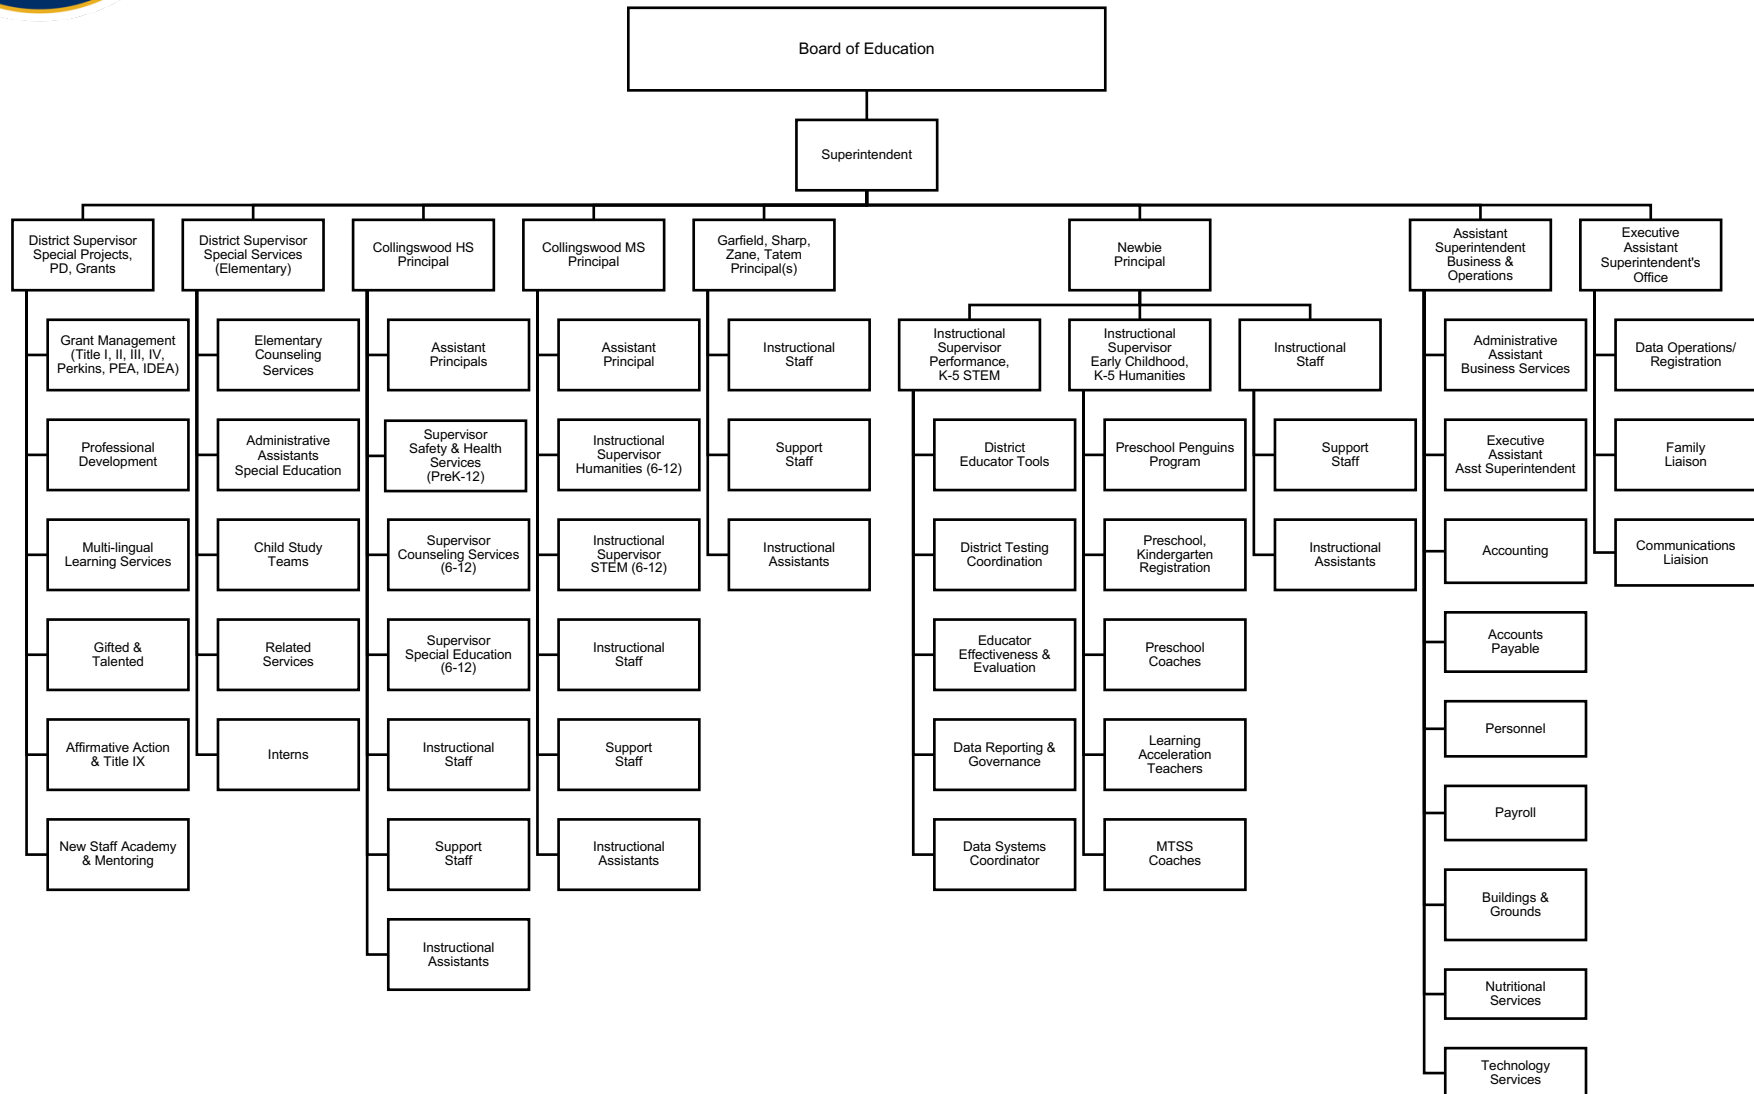 Board of Education
Superintendent
District Supervisor
Special Projects,
PD, Grants
Grant Management
(Title I, II, III, IV,
Perkins, PEA, IDEA)
Professional
Development
Multi-lingual
Learning Services
Gifted &
Talented
Affirmative Action
& Title IX
New Staff Academy
& Mentoring
District Supervisor
Special Services
(Elementary)
Elementary
Counseling
Services
Administrative
Assistants
Special Education
Child Study
Teams
Related
Services
Interns
Collingswood HS
Principal
Assistant
Principals
Supervisor
Safety & Health
Services
(PreK-12)
Supervisor
Counseling Services
(6-12)
Supervisor
Special Education
(6-12)
Instructional
Staff
Support
Staff
Instructional
Assistants
Collingswood MS
Principal
Assistant
Principal
Instructional
Supervisor
Humanities (6-12)
Instructional
Supervisor
STEM (6-12)
Instructional
Staff
Support
Staff
Instructional
Assistants
Garfield, Sharp,
Zane, Tatem
Principal(s)
Instructional
Staff
Support
Staff
Instructional
Assistants
Newbie
Principal
Instructional
Supervisor
Performance,
K-5 STEM
District
Educator Tools
District Testing
Coordination
Educator
Effectiveness &
Evaluation
Data Reporting &
Governance
Data Systems
Coordinator
Instructional
Supervisor
Early Childhood,
K-5 Humanities
Preschool Penguins
Program
Preschool,
Kindergarten
Registration
Preschool
Coaches
Learning
Acceleration
Teachers
MTSS
Coaches
Instructional
Staff
Support
Staff
Instructional
Assistants
Assistant
Superintendent
Business &
Operations
Administrative
Assistant
Business Services
Executive
Assistant
Asst Superintendent
Accounting
Accounts
Payable
Personnel
Payroll
Buildings &
Grounds
Nutritional
Services
Technology
Services
Executive
Assistant
Superintendent's
Office
Data Operations/
Registration
Family
Liaison
Communications
Liaision